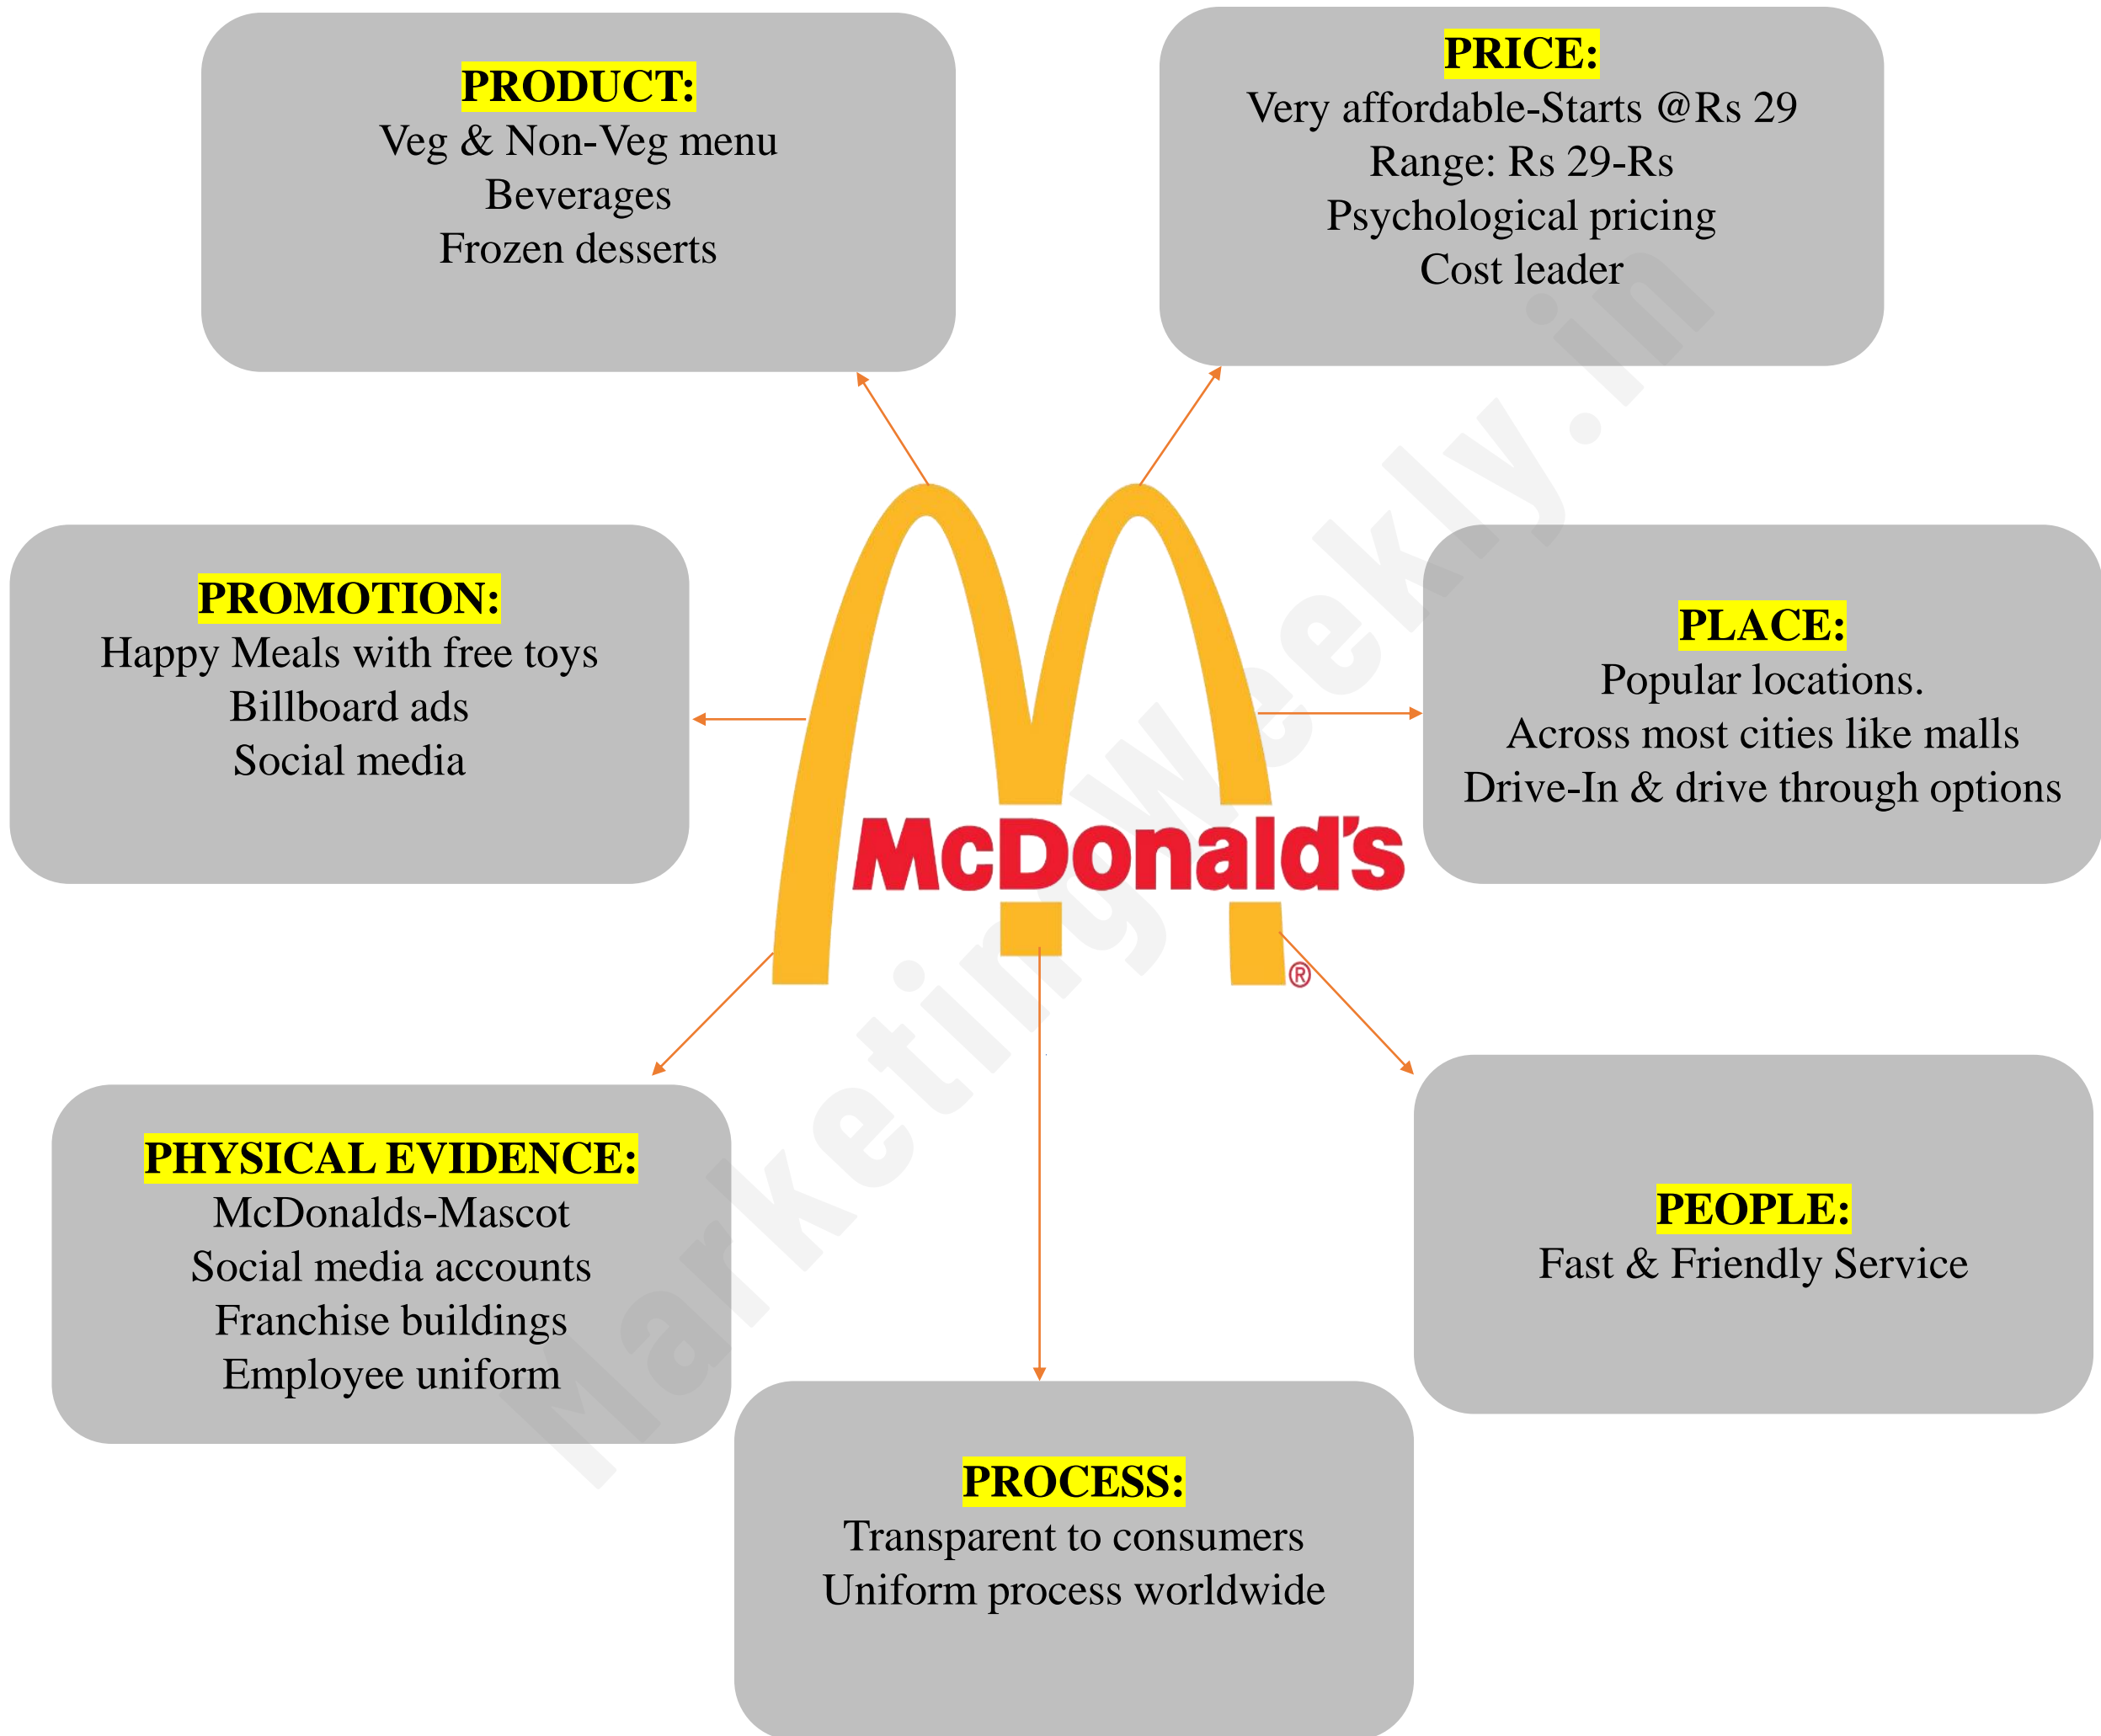 PRODUCT:
Veg & Non-Veg menu
Beverages
Frozen desserts
PRICE:
Very affordable-Starts @Rs 29
Range: Rs 29-Rs
Psychological pricing
Cost leader
PROMOTION:
Happy Meals with free toys
Billboard ads
Social media
PLACE:
Popular locations.
Across most cities like malls
Drive-In & drive through options
McDonald's
®
PHYSICAL EVIDENCE:
McDonalds-Mascot
Social media accounts
Franchise buildings
Employee uniform
PEOPLE:
Fast & Friendly Service
PROCESS:
Transparent to consumers
Uniform process worldwide
MarketingWeekly.in